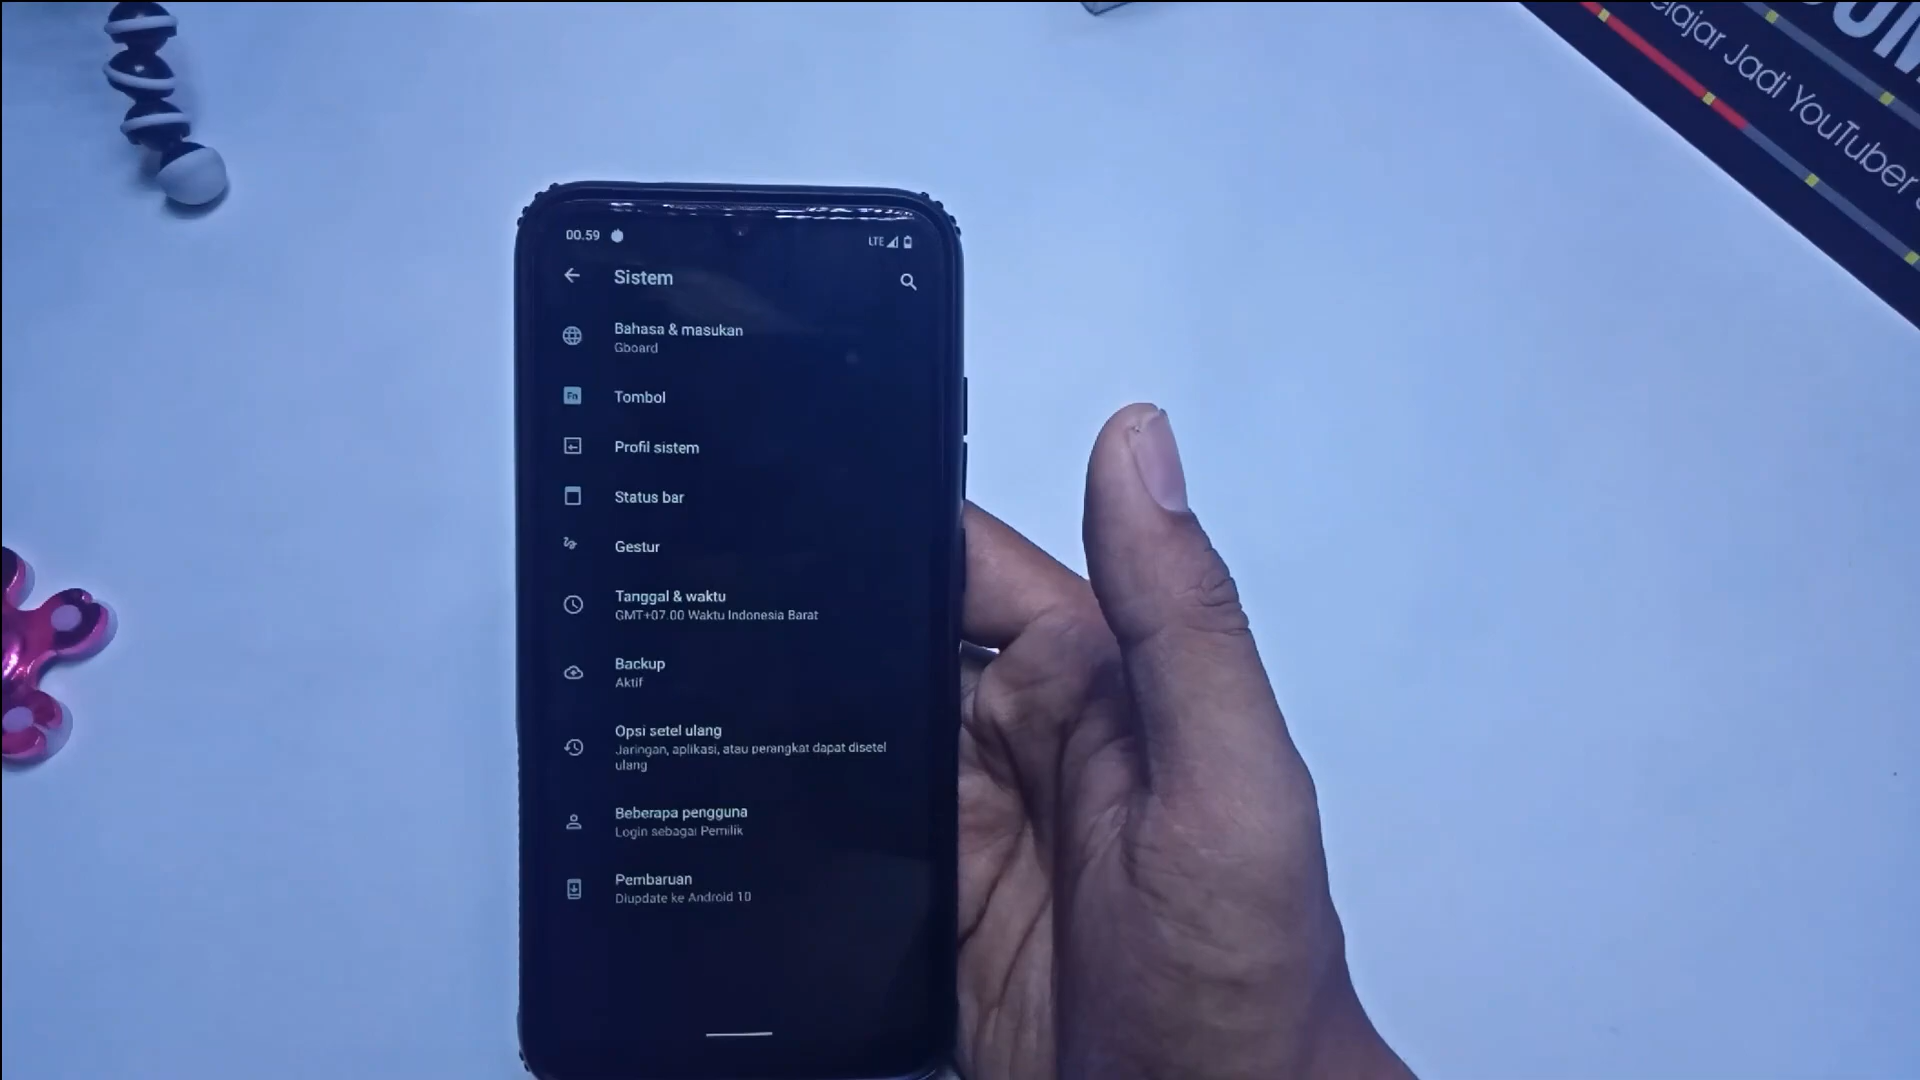 elajar Jadi YouTuber
00.59
LTE
Sistem
Bahasa & masukan
Gboard
Fn
Tombol
Profil sistem
Status bar
Gestur
Tanggal & waktu
GMT+07.00 Waktu Indonesia Barat
Backup
Aktif
Opsi setel ulang
Jaringan, aplikasi, atau perangkat dapat disetel
ulang
Beberapa pengguna
Login sebagai Pemilik
Pembaruan
Diupdate ke Android 10